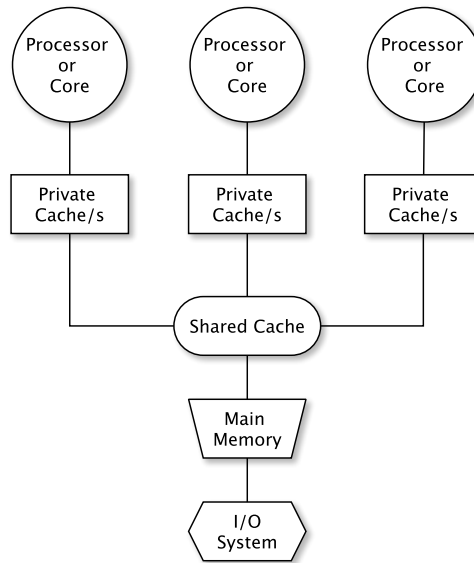 Processor
or
Core
Processor
or
Core
Processor
or
Core
Private
Cache/s
Private
Cache/s
Private
Cache/s
Shared Cache
Main
Memory
I/O
System